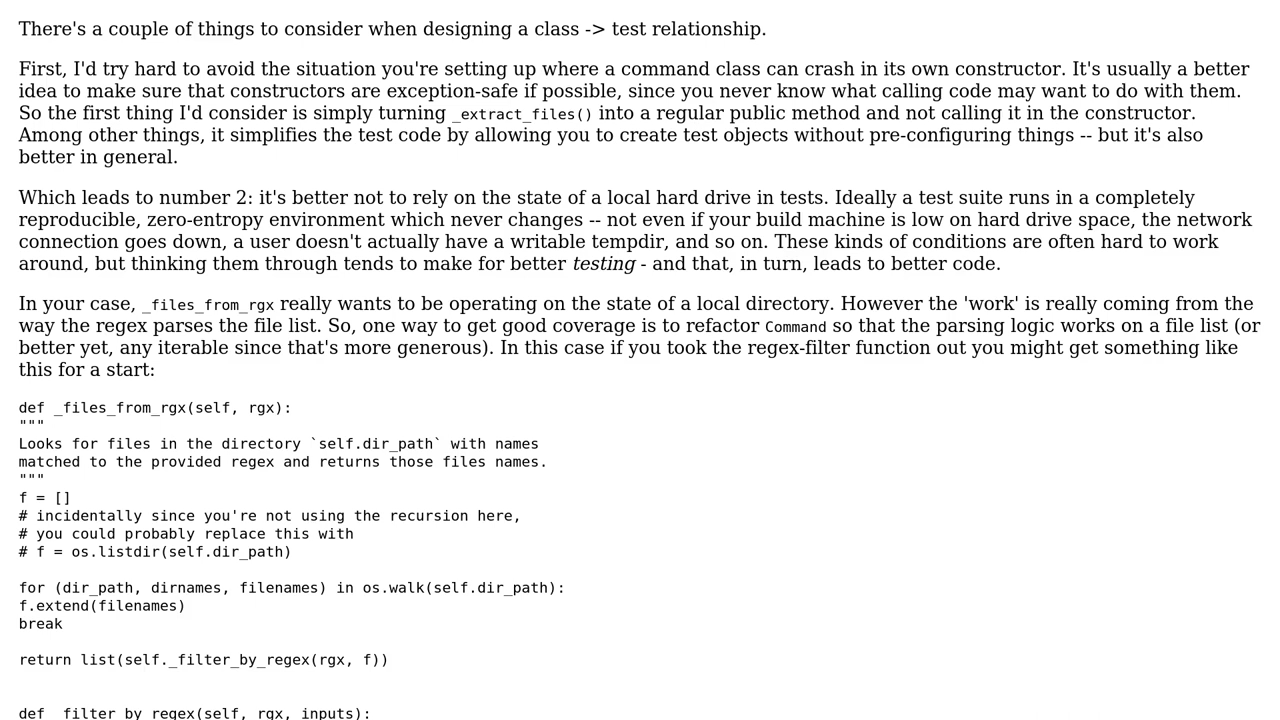 There's a couple of things to consider when designing a class -> test relationship.
First, I'd try hard to avoid the situation you're setting up where a command class can crash in its own constructor. It's usually a better
idea to make sure that constructors are exception-safe if possible, since you never know what calling code may want to do with them.
So the first thing I'd consider is simply turning _extract_files() into a regular public method and not calling it in the constructor.
Among other things, it simplifies the test code by allowing you to create test objects without pre-configuring things -- but it's also
better in general.
Which leads to number 2: it's better not to rely on the state of a local hard drive in tests. Ideally a test suite runs in a completely
reproducible, zero-entropy environment which never changes -- not even if your build machine is low on hard drive space, the network
connection goes down, a user doesn't actually have a writable tempdir, and so on. These kinds of conditions are often hard to work
around, but thinking them through tends to make for better testing - and that, in turn, leads to better code.
In your case, _files_from_rgx really wants to be operating on the state of a local directory. However the 'work' is really coming from the
way the regex parses the file list. So, one way to get good coverage is to refactor Command so that the parsing logic works on a file list (or
better yet, any iterable since that's more generous). In this case if you took the regex-filter function out you might get something like
this for a start:
def _files_from_rgx(self, rgx):
"""
Looks for files in the directory `self.dir_path` with names
matched to the provided regex and returns those files names.
"""
f = []
# incidentally since you're not using the recursion here,
# you could probably replace this with
# f = os.listdir(self.dir_path)
for (dir_path, dirnames, filenames) in os.walk(self.dir_path):
f.extend(filenames)
break
return list(self._filter_by_regex(rgx, f))
def _filter_by_regex(self, rgx, inputs):